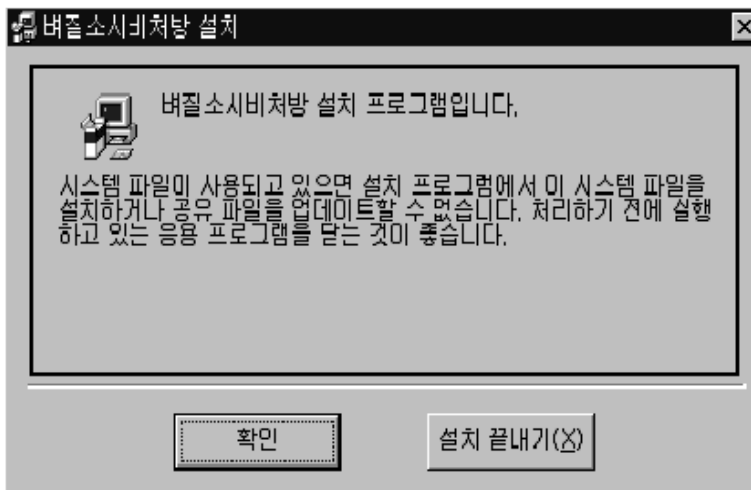 벼질소시비처방 설치
벼질소시비처방 설치 프로그램입니다.
시스템 파일이 사용되고 있으면 설치 프로그램에서 이 시스템 파일을
설치하거나 공유 파일을 업데이트할 수 없습니다. 처리하기 전에 실행
하고 있는 응용 프로그램을 닫는 것이 좋습니다.
확인
설치 끝내기(X)